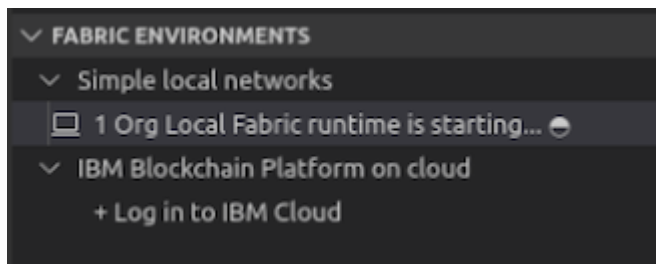 FABRIC ENVIRONMENTS
Simple local networks
1 Org Local Fabric runtime is starting...
IBM Blockchain Platform on cloud
+ Log in to IBM Cloud